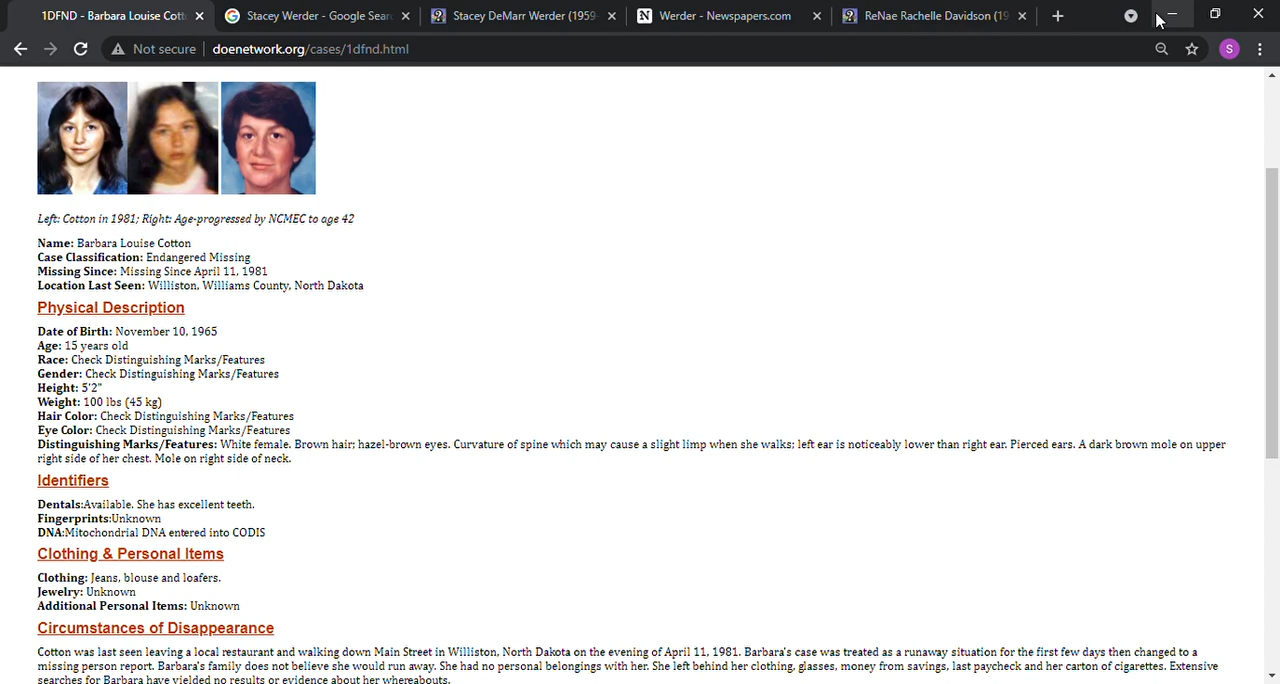 1DFND - Barbara Louise Cott
Stacey Werder - Google Sear
Stacey DeMarr Werder (1959-
Werder - Newspapers.com
ReNae Rachelle Davidson (19
Not secure
doenetwork.org/cases/1dfnd.html
S
Left: Cotton in 1981; Right: Age-progressed by NCMEC to age 42
Name: Barbara Louise Cotton
Case Classification: Endangered Missing
Missing Since: Missing Since April 11, 1981
Location Last Seen: Williston, Williams County, North Dakota
Physical Description
Date of Birth: November 10, 1965
Age: 15 years old
Race: Check Distinguishing Marks/Features
Gender: Check Distinguishing Marks/Features
Height: 5'2"
Weight: 100 lbs (45 kg)
Hair Color: Check Distinguishing Marks/Features
Eye Color: Check Distinguishing Marks/Features
Distinguishing Marks/Features: White female. Brown hair; hazel-brown eyes. Curvature of spine which may cause a slight limp when she walks; left ear is noticeably lower than right ear. Pierced ears. A dark brown mole on upper
right side of her chest. Mole on right side of neck.
Identifiers
Dentals:Available. She has excellent teeth.
Fingerprints:Unknown
DNA:Mitochondrial DNA entered into CODIS
Clothing & Personal Items
Clothing: Jeans, blouse and loafers.
Jewelry: Unknown
Additional Personal Items: Unknown
Circumstances of Disappearance
Cotton was last seen leaving a local restaurant and walking down Main Street in Williston, North Dakota on the evening of April 11, 1981. Barbara's case was treated as a runaway situation for the first few days then changed to a
missing person report. Barbara's family does not believe she would run away. She had no personal belongings with her. She left behind her clothing, glasses, money from savings, last paycheck and her carton of cigarettes. Extensive
searches for Barbara have yielded no results or evidence about her whereabouts.